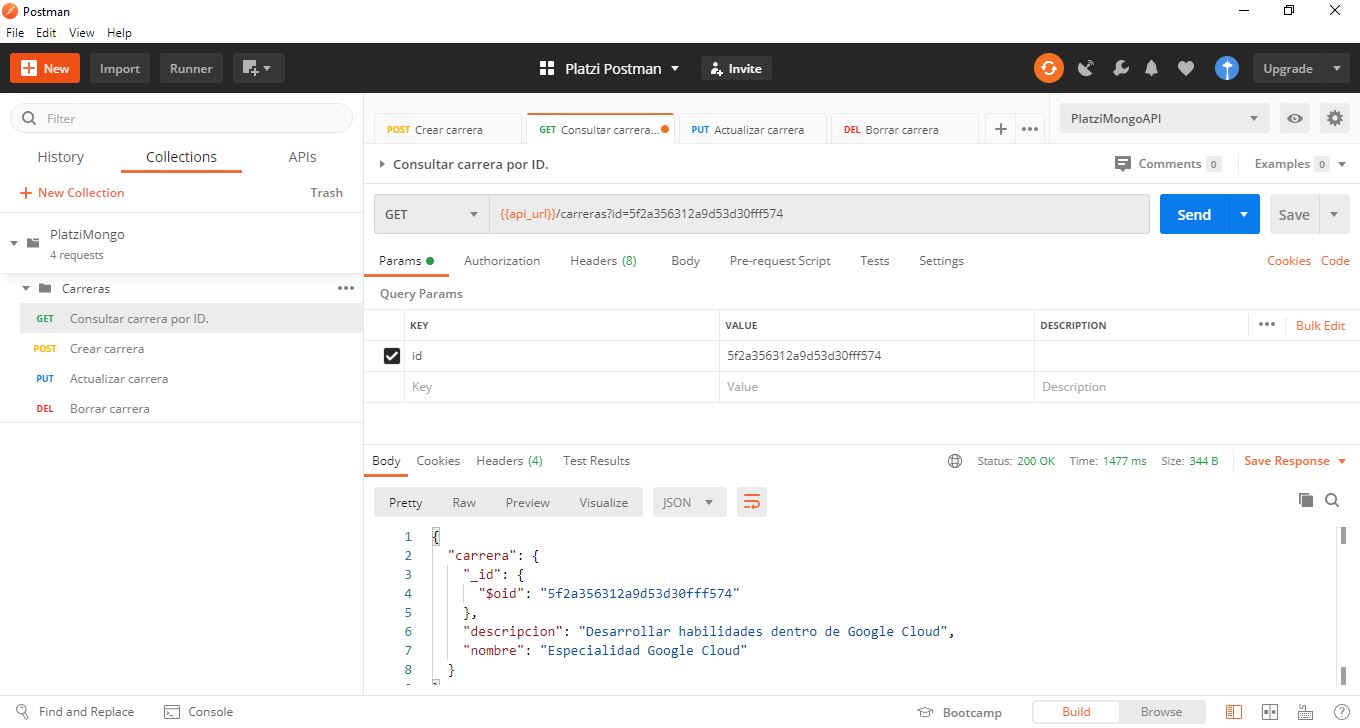 Postman
File Edit View Help
New Import Runner Platzi Postman Invite Upgrade
Filter
History Collections APIs
New Collection Trash
PlatziMongo
4 requests
Carreras
GET Consultar carrera por ID.
POST Crear carrera
PUT Actualizar carrera
DEL Borrar carrera
POST Crear carrera GET Consultar carrera... PUT Actualizar carrera DEL Borrar carrera PlatziMongoAPI
Consultar carrera por ID. Comments 0 Examples 0
GET {{api_url}}/carreras?id=5f2a356312a9d53d30fff574 Send Save
Params Authorization Headers (8) Body Pre-request Script Tests Settings Cookies Code
Query Params
KEY VALUE DESCRIPTION Bulk Edit
id 5f2a356312a9d53d30fff574
Key Value Description
Body Cookies Headers (4) Test Results Status: 200 OK Time: 1477 ms Size: 344 B Save Response
Pretty Raw Preview Visualize JSON
1 {
2 "carrera": {
3 "_id": {
4 "$oid": "5f2a356312a9d53d30fff574"
5 },
6 "descripcion": "Desarrollar habilidades dentro de Google Cloud",
7 "nombre": "Especialidad Google Cloud"
8 }
Find and Replace Console Bootcamp Build Browse